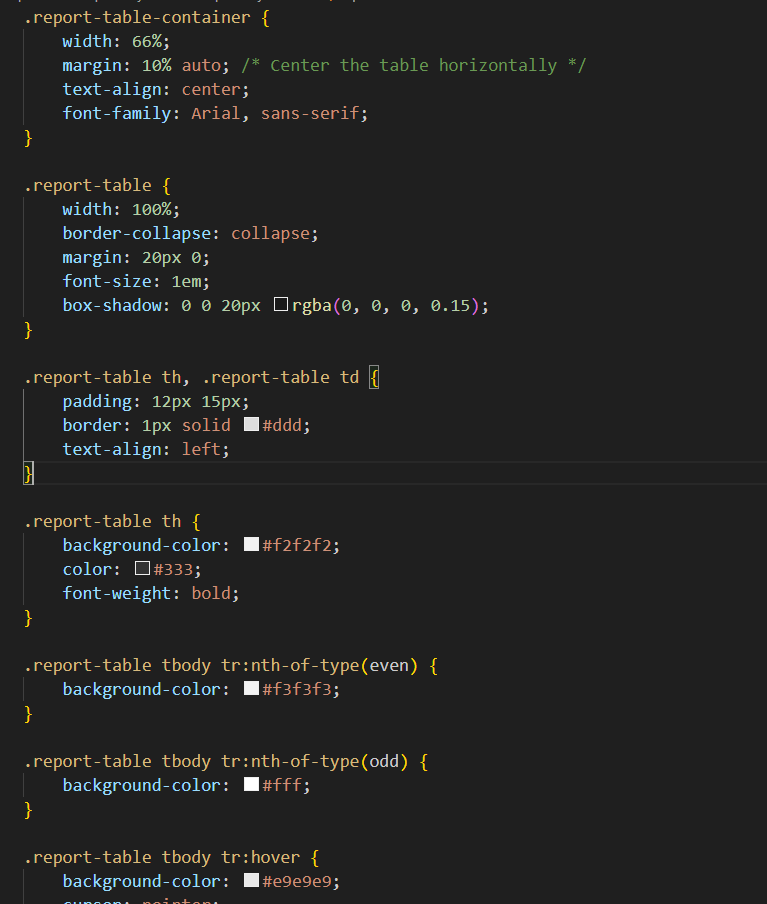 .report-table-container {
    width: 66%;
    margin: 10% auto; /* Center the table horizontally */
    text-align: center;
    font-family: Arial, sans-serif;
}

.report-table {
    width: 100%;
    border-collapse: collapse;
    margin: 20px 0;
    font-size: 1em;
    box-shadow: 0 0 20px rgba(0, 0, 0, 0.15);
}

.report-table th, .report-table td {
    padding: 12px 15px;
    border: 1px solid #ddd;
    text-align: left;
}

.report-table th {
    background-color: #f2f2f2;
    color: #333;
    font-weight: bold;
}

.report-table tbody tr:nth-of-type(even) {
    background-color: #f3f3f3;
}

.report-table tbody tr:nth-of-type(odd) {
    background-color: #fff;
}

.report-table tbody tr:hover {
    background-color: #e9e9e9;
    cursor: pointer;